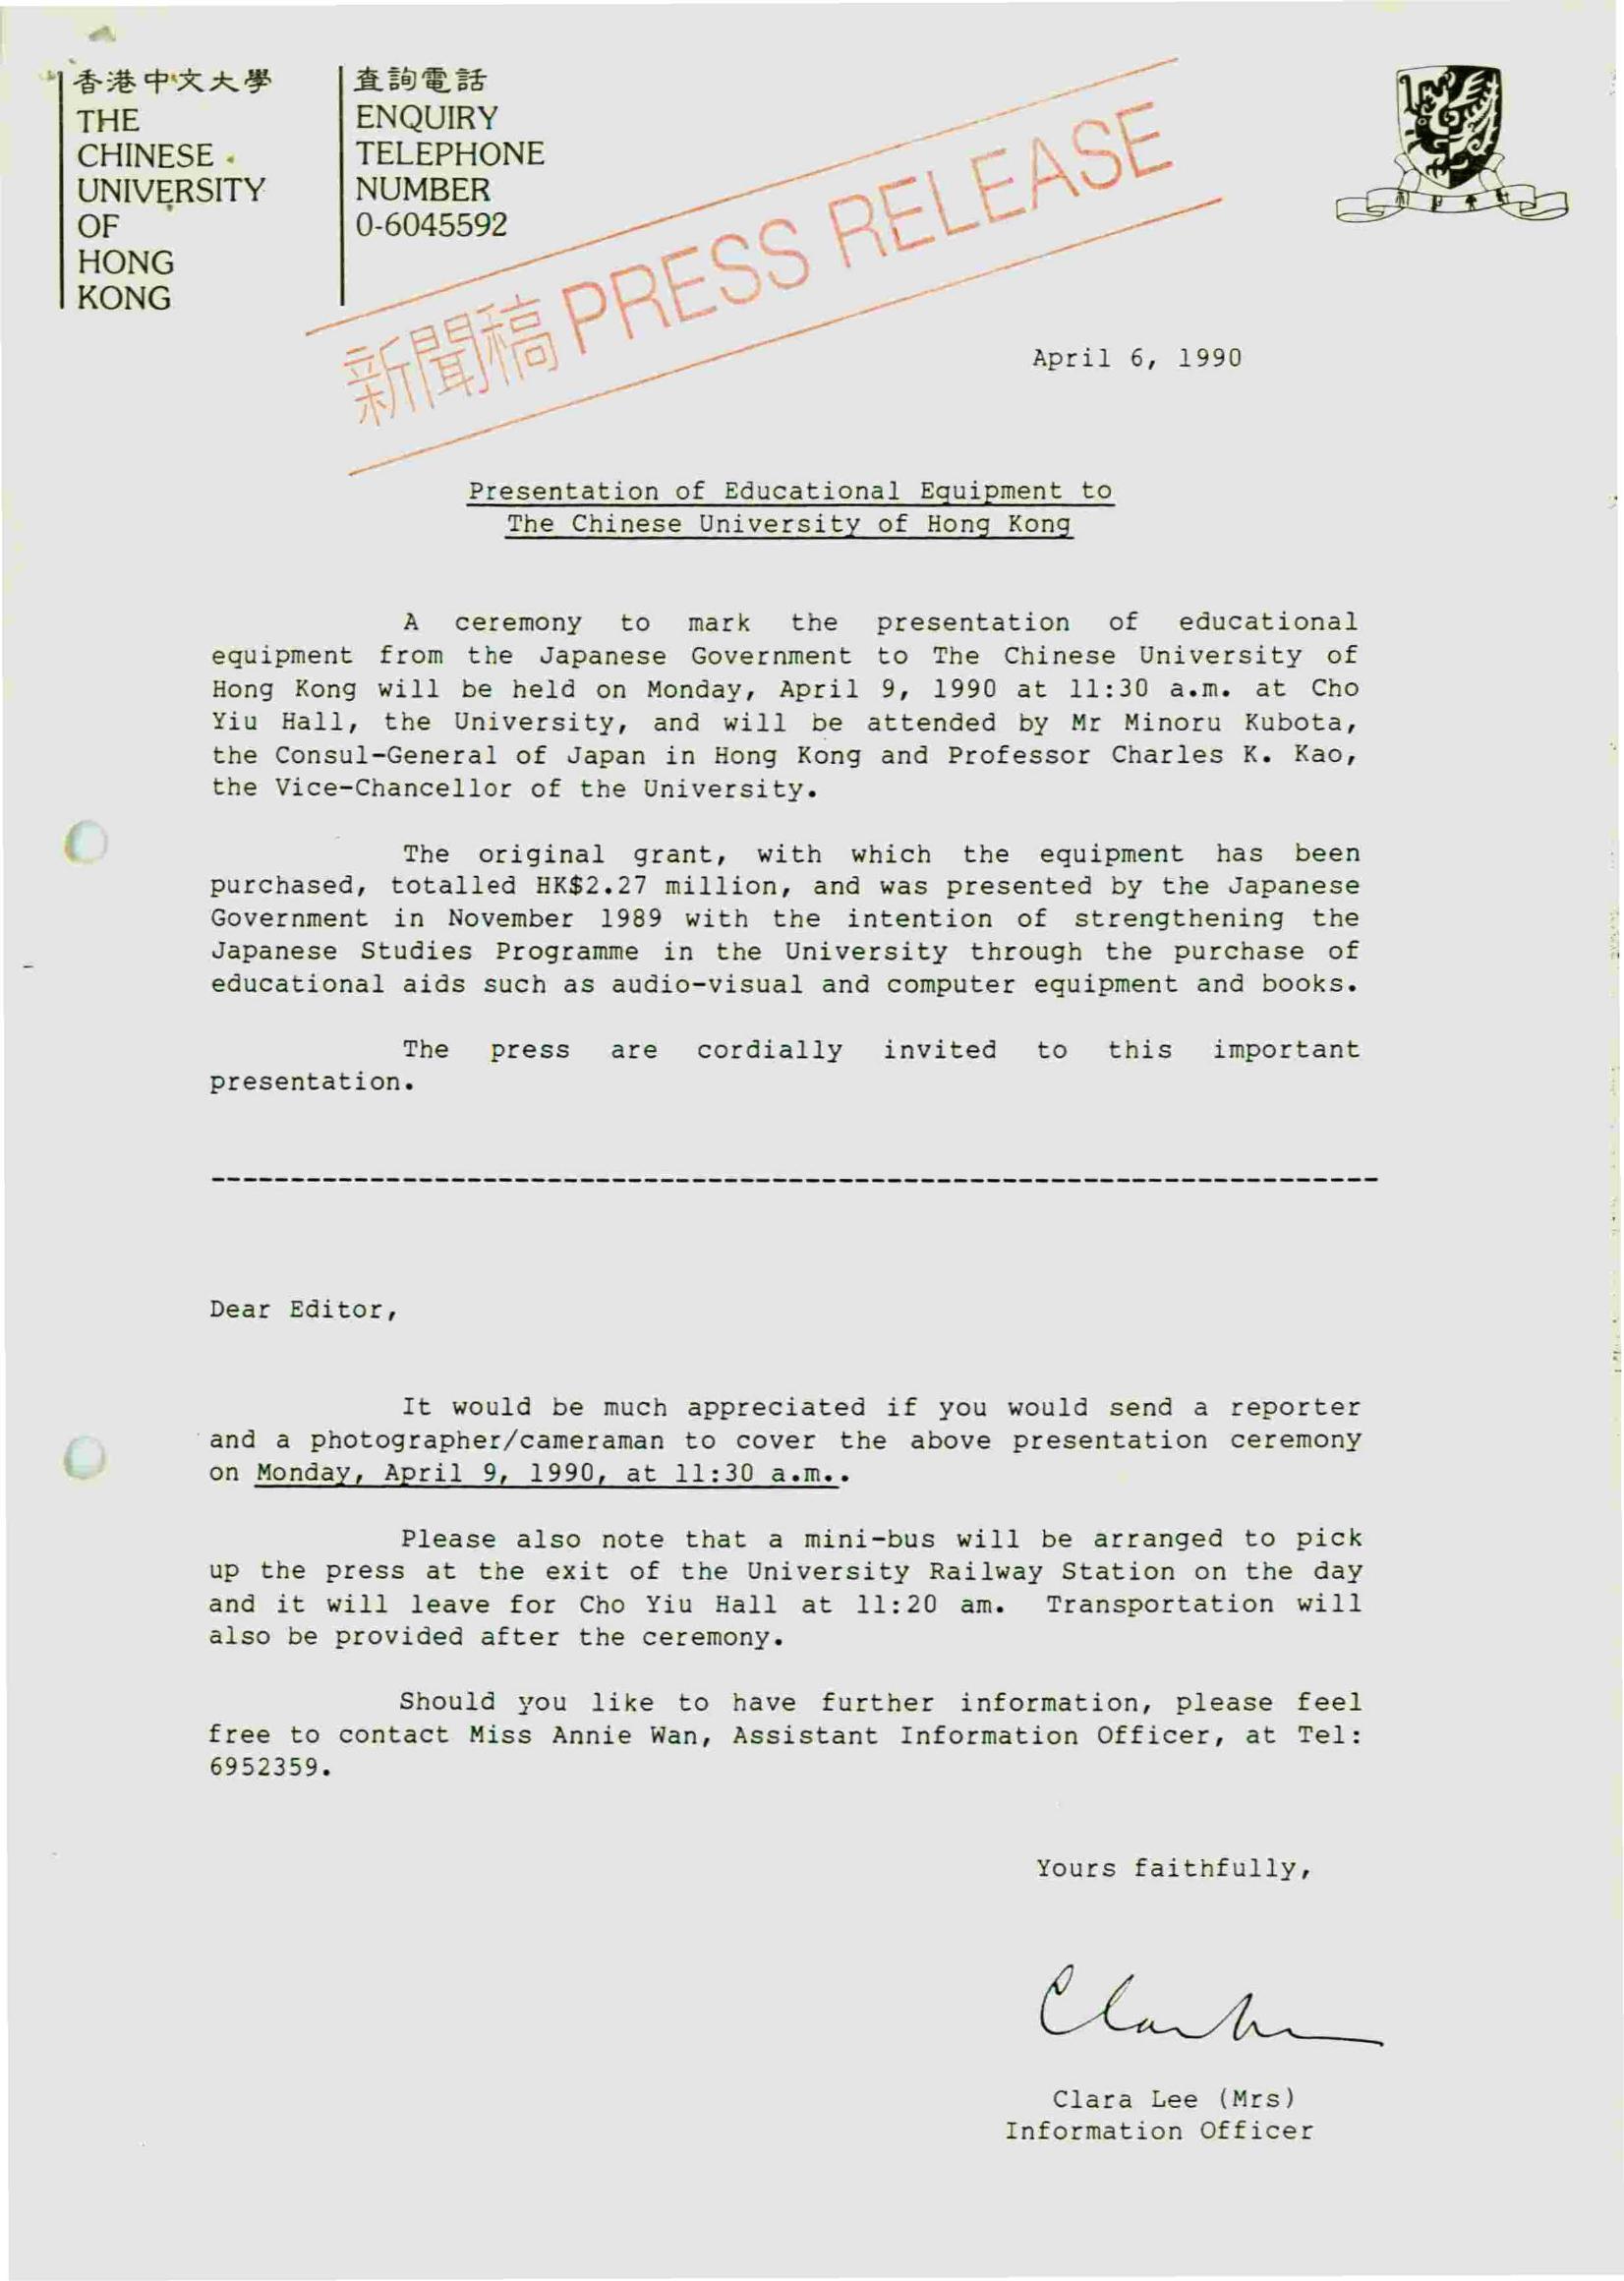 香港中文大學
THE
CHINESE
UNIVERSITY
OF
HONG
KONG
查詢電話
ENQUIRY
TELEPHONE
NUMBER
0-6045592
新聞稿 PRESS RELEASE
April 6, 1990
Presentation of Educational Equipment to
The Chinese University of Hong Kong
A ceremony to mark the presentation of educational
equipment from the Japanese Government to The Chinese University of
Hong Kong will be held on Monday, April 9, 1990 at 11:30 a.m. at Cho
Yiu Hall, the University, and will be attended by Mr Minoru Kubota,
the Consul-General of Japan in Hong Kong and Professor Charles K. Kao,
the Vice-Chancellor of the University.
The original grant, with which the equipment has been
purchased, totalled HK$2.27 million, and was presented by the Japanese
Government in November 1989 with the intention of strengthening the
Japanese Studies Programme in the University through the purchase of
educational aids such as audio-visual and computer equipment and books.
The press are cordially invited to this important
presentation.
Dear Editor,
It would be much appreciated if you would send a reporter
and a photographer/cameraman to cover the above presentation ceremony
on Monday, April 9, 1990, at 11:30 a.m..
Please also note that a mini-bus will be arranged to pick
up the press at the exit of the University Railway Station on the day
and it will leave for Cho Yiu Hall at 11:20 am. Transportation will
also be provided after the ceremony.
Should you like to have further information, please feel
free to contact Miss Annie Wan, Assistant Information Officer, at Tel:
6952359.
Yours faithfully,
Clara Lee (Mrs)
Information Officer